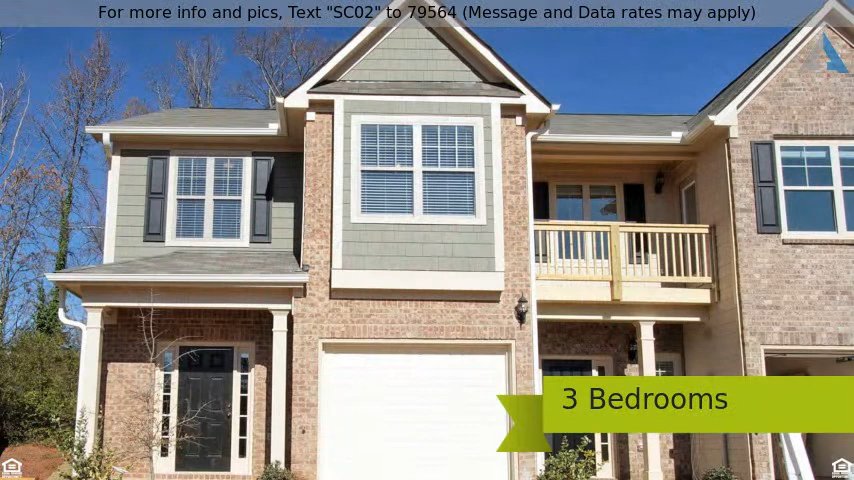 For more info and pics, Text "SC02" to 79564 (Message and Data rates may apply)
3 Bedrooms